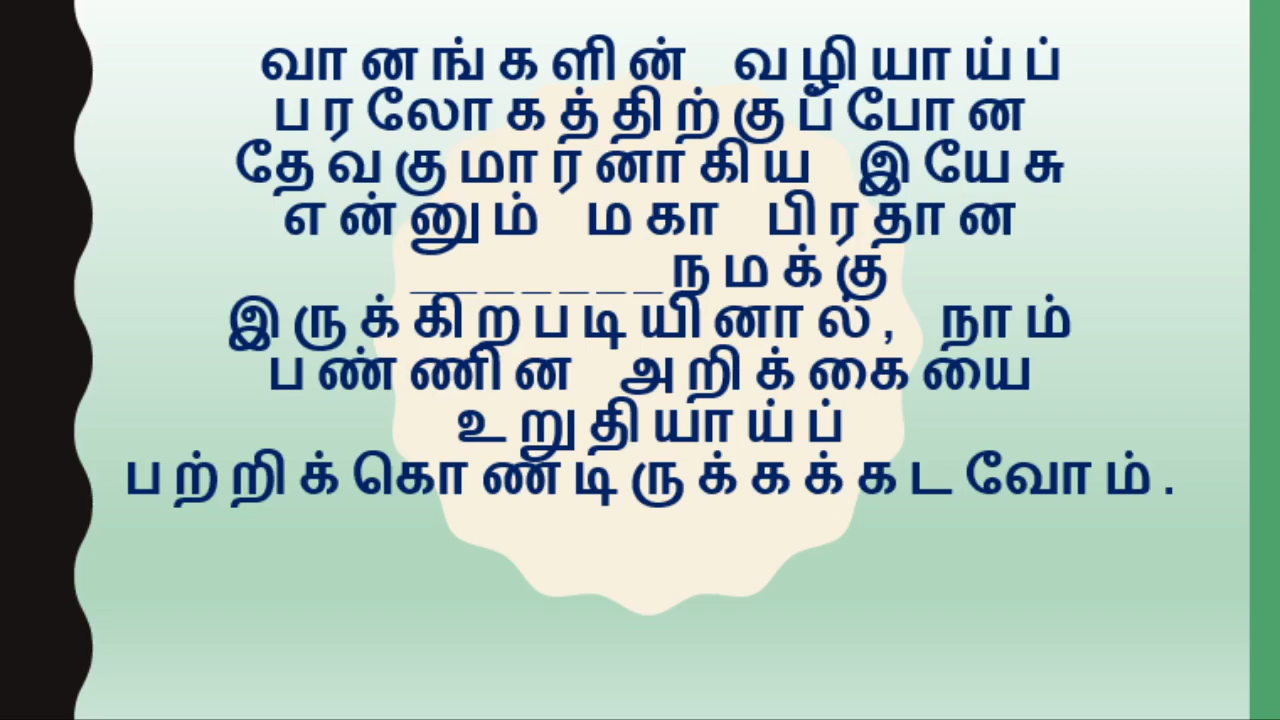 வானங்களின் வழியாய்ப்
பரலோகத்திற்குப்போன
தேவகுமாரனாகிய இயேசு
என்னும் மகா பிரதான
_______நமக்கு
இருக்கிறபடியினால், நாம்
பண்ணின அறிக்கையை
உறுதியாய்ப்
பற்றிக்கொண்டிருக்கக்கடவோம்.